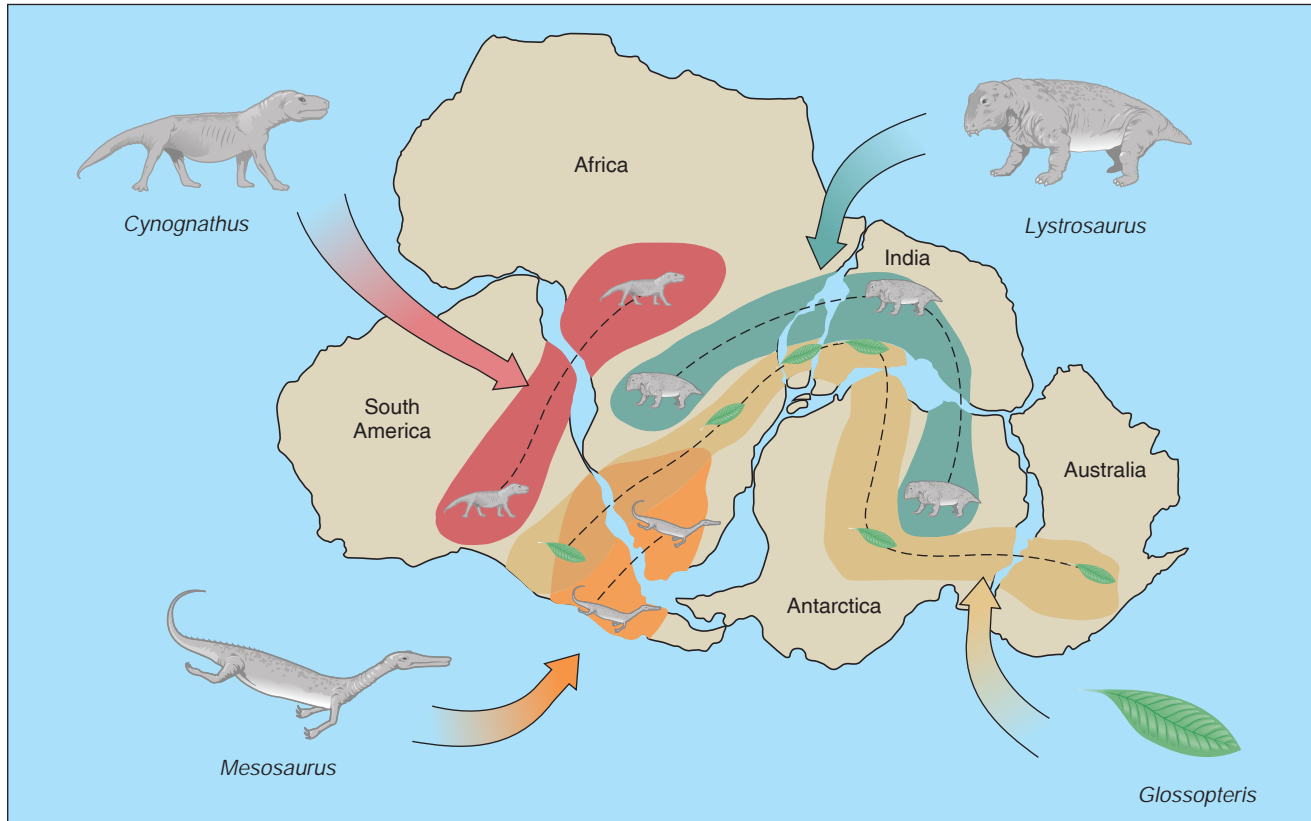 Africa
Cynognathus
Lystrosaurus
India
South
America
Australia
Antarctica
Mesosaurus
Glossopteris